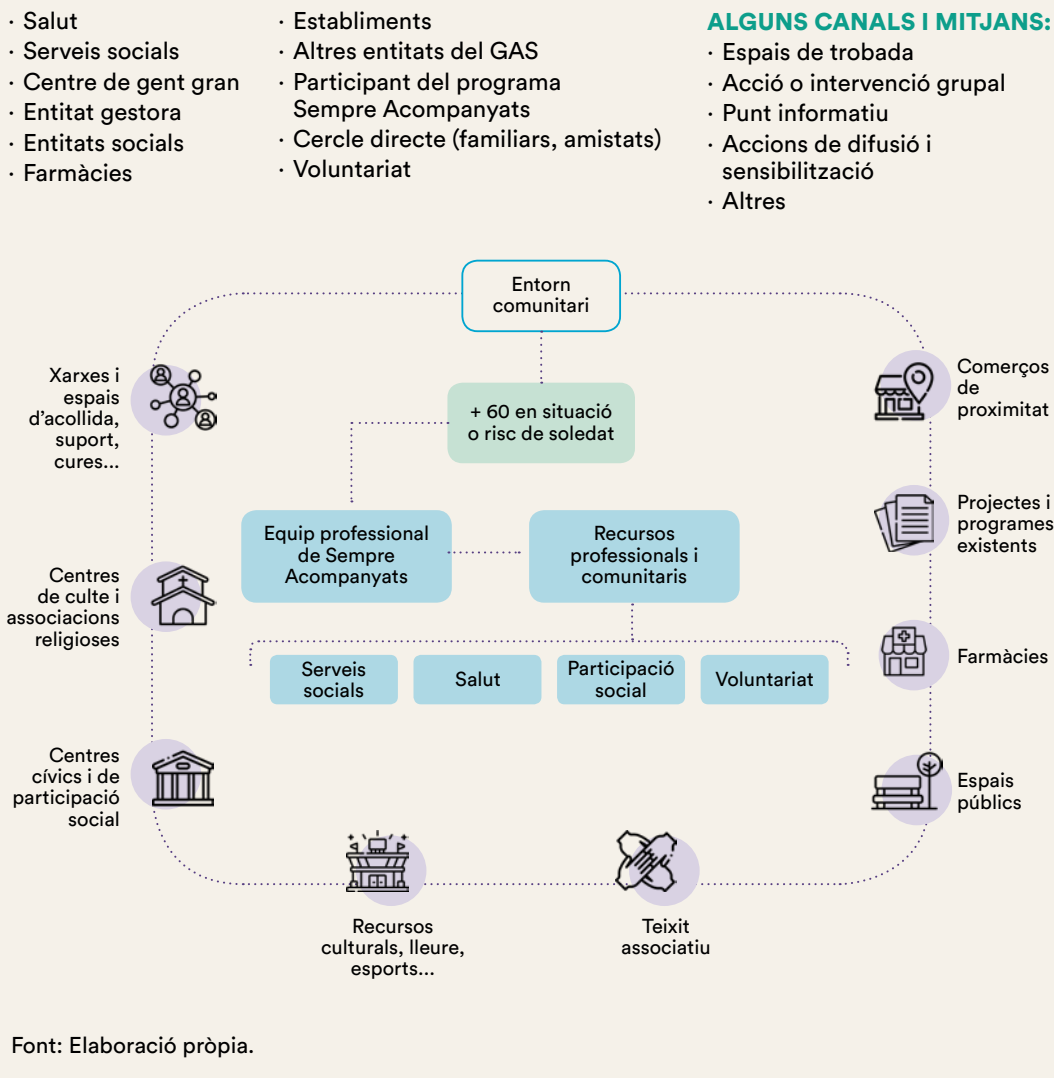 · Salut
· Serveis socials
· Centre de gent gran
· Entitat gestora
· Entitats socials
· Farmàcies
· Establiments
· Altres entitats del GAS
· Participant del programa
Sempre Acompanyats
· Cercle directe (familiars, amistats)
· Voluntariat
ALGUNS CANALS I MITJANS:
· Espais de trobada
· Acció o intervenció grupal
· Punt informatiu
· Accions de difusió i
sensibilització
· Altres
Entorn
comunitari
+ 60 en situació
o risc de soledat
Equip professional
de Sempre
Acompanyats
Recursos
professionals i
comunitaris
Serveis
socials
Salut
Participació
social
Voluntariat
Xarxes i
espais
d’acollida,
suport,
cures...
Centres
de culte i
associacions
religioses
Centres
cívics i de
participació
social
Recursos
culturals, lleure,
esports...
Teixit
associatiu
Comerços
de
proximitat
Projectes i
programes
existents
Farmàcies
Espais
públics
Font: Elaboració pròpia.